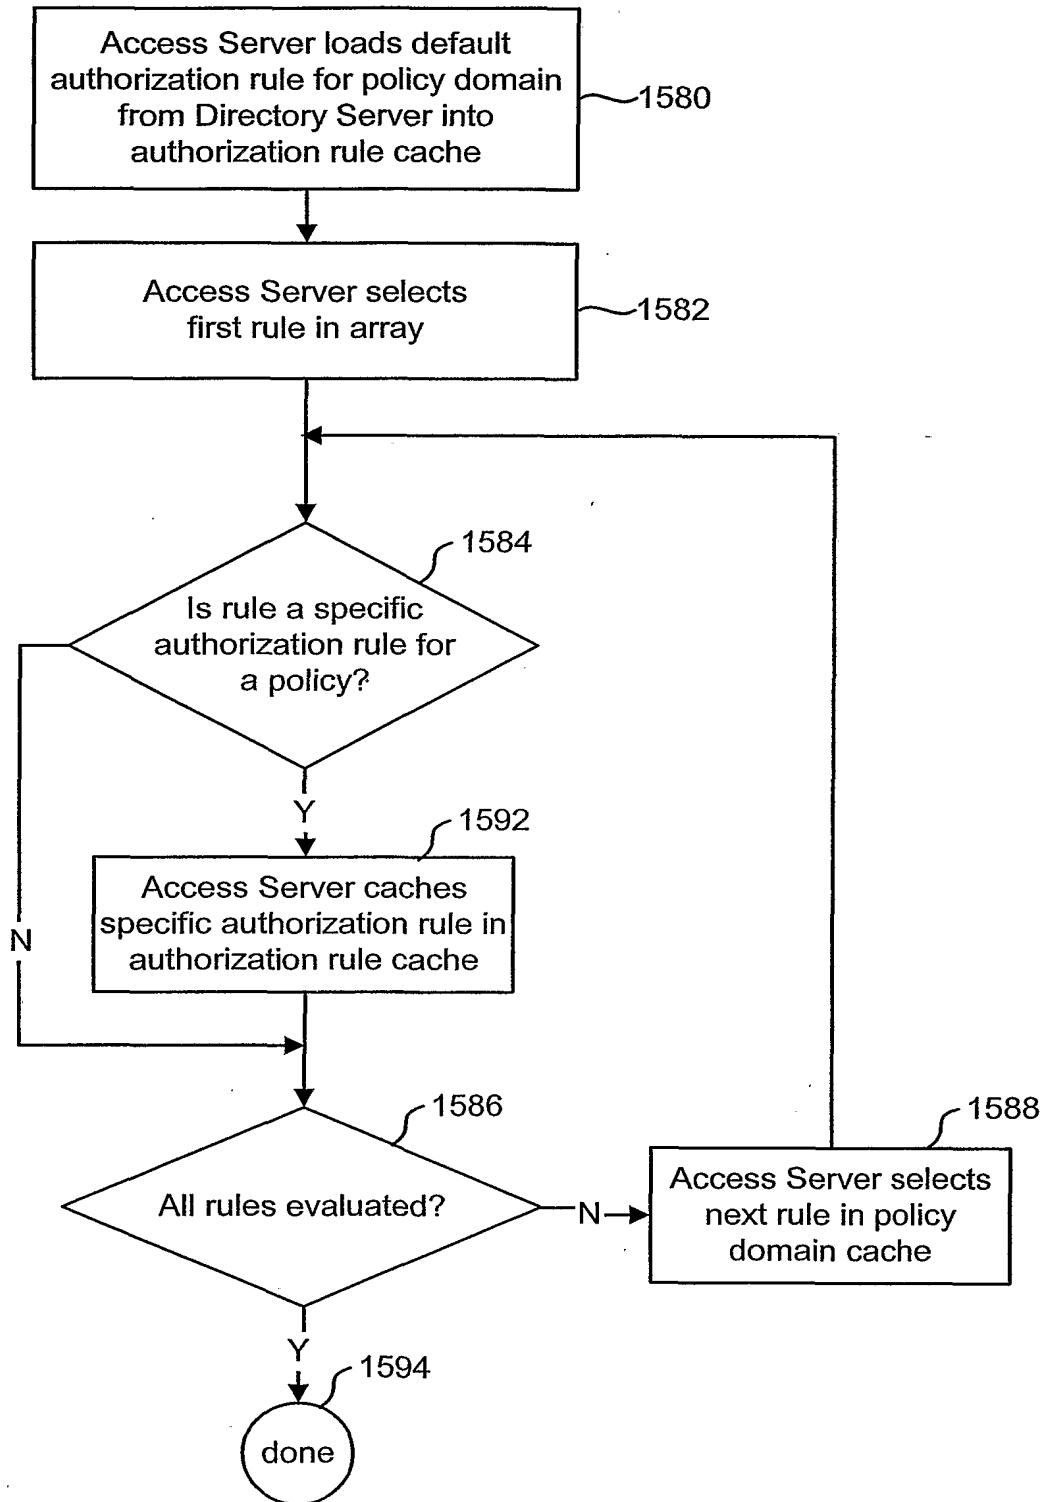 Access Server loads default
authorization rule for policy domain
from Directory Server into
authorization rule cache
1580
Access Server selects
first rule in array
1582
1584
Is rule a specific
authorization rule for
a policy?
Y
1592
Access Server caches
specific authorization rule in
authorization rule cache
N
1586
All rules evaluated?
N
1588
Access Server selects
next rule in policy
domain cache
Y
1594
done